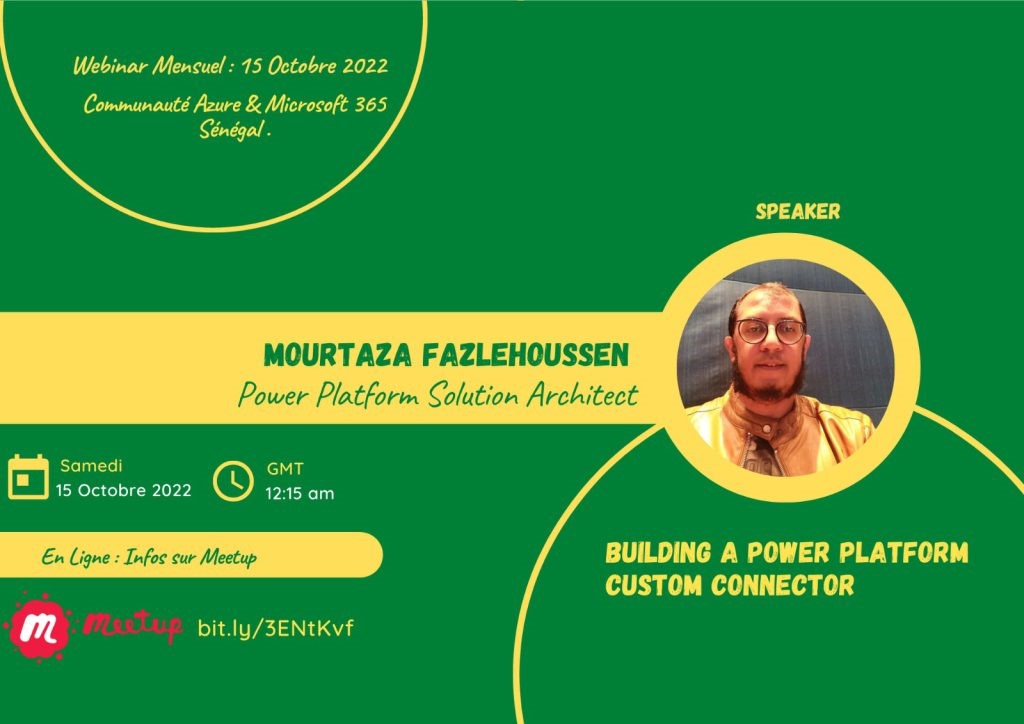 Webinar Mensuel : 15 Octobre 2022
Communauté Azure & Microsoft 365
Sénégal .
SPEAKER
MOURTAZA FAZLEHOUSSEN
Power Platform Solution Architect
Samedi
15 Octobre 2022
GMT
12:15 am
En Ligne : Infos sur Meetup
m meetup bit.ly/3ENtKvf
BUILDING A POWER PLATFORM
CUSTOM CONNECTOR